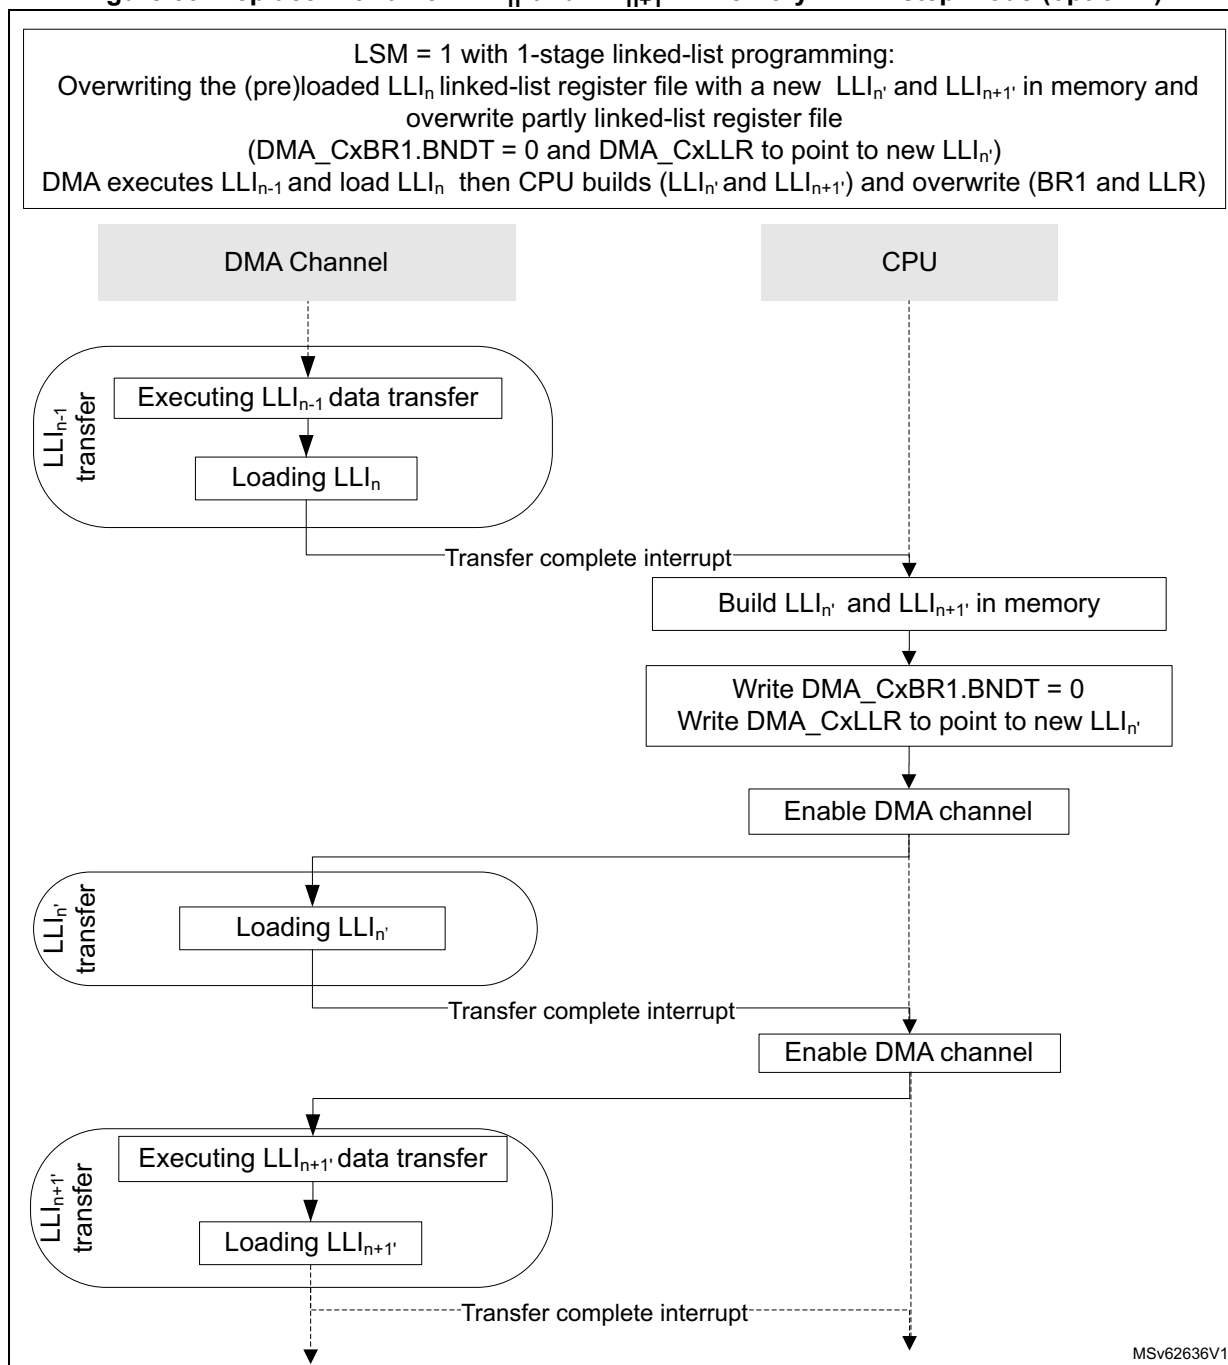 LSM = 1 with 1-stage linked-list programming:
Overwriting the (pre)loaded LLIn linked-list register file with a new LLIn' and LLIn+1' in memory and
overwrite partly linked-list register file
(DMA_CxBR1.BNDT = 0 and DMA_CxLLR to point to new LLIn')
DMA executes LLIn-1 and load LLIn then CPU builds (LLIn' and LLIn+1') and overwrite (BR1 and LLR)
DMA Channel
CPU
LLIn-1
transfer
Executing LLIn-1 data transfer
Loading LLIn
Transfer complete interrupt
Build LLIn' and LLIn+1' in memory
Write DMA_CxBR1.BNDT = 0
Write DMA_CxLLR to point to new LLIn'
Enable DMA channel
LLIn'
transfer
Loading LLIn'
Transfer complete interrupt
Enable DMA channel
LLIn+1'
transfer
Executing LLIn+1' data transfer
Loading LLIn+1'
Transfer complete interrupt
MSv62636V1